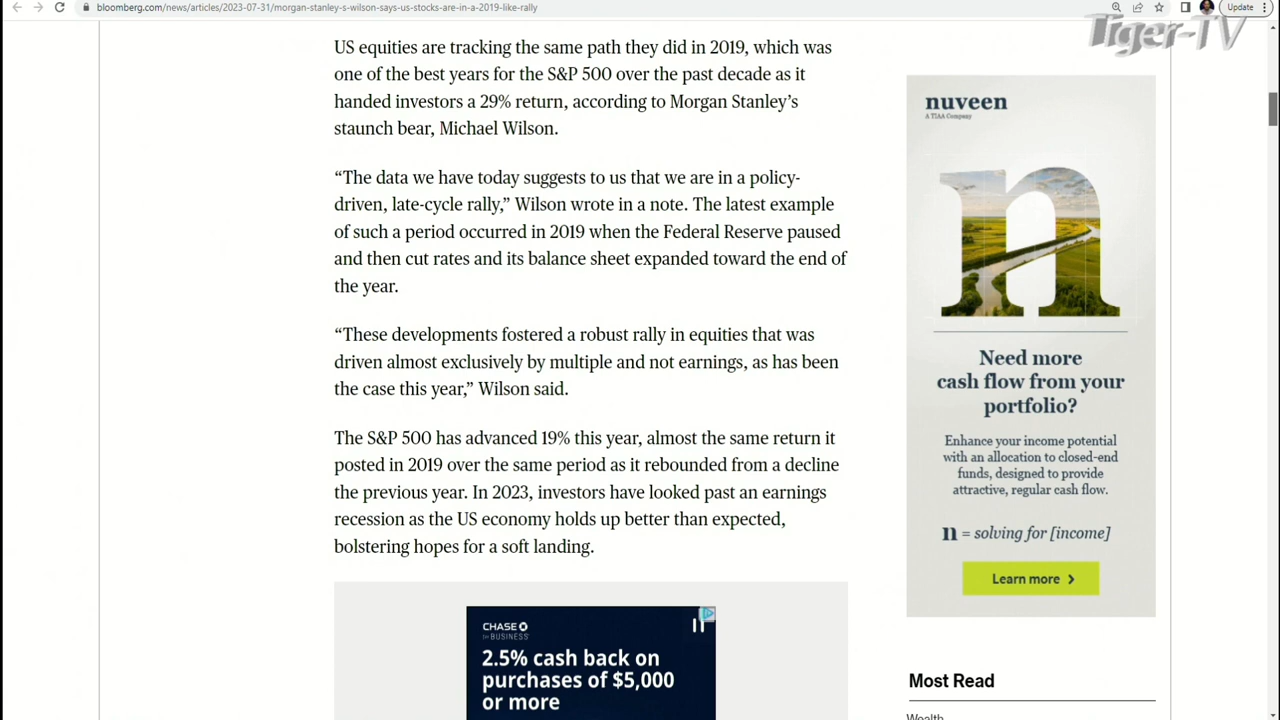 bloomberg.com/news/articles/2023-07-31/morgan-stanley-s-wilson-says-us-stocks-are-in-a-2019-like-rally
Update
Tiger-TV
US equities are tracking the same path they did in 2019, which was
one of the best years for the S&P 500 over the past decade as it
handed investors a 29% return, according to Morgan Stanley's
staunch bear, Michael Wilson.
“The data we have today suggests to us that we are in a policy-
driven, late-cycle rally,” Wilson wrote in a note. The latest example
of such a period occurred in 2019 when the Federal Reserve paused
and then cut rates and its balance sheet expanded toward the end of
the year.
“These developments fostered a robust rally in equities that was
driven almost exclusively by multiple and not earnings, as has been
the case this year,” Wilson said.
The S&P 500 has advanced 19% this year, almost the same return it
posted in 2019 over the same period as it rebounded from a decline
the previous year. In 2023, investors have looked past an earnings
recession as the US economy holds up better than expected,
bolstering hopes for a soft landing.
CHASE
for BUSINESS
2.5% cash back on
purchases of $5,000
or more
nuveen
A TIAA Company
n
Need more
cash flow from your
portfolio?
Enhance your income potential
with an allocation to closed-end
funds, designed to provide
attractive, regular cash flow.
n = solving for [income]
Learn more
Most Read
Wealth